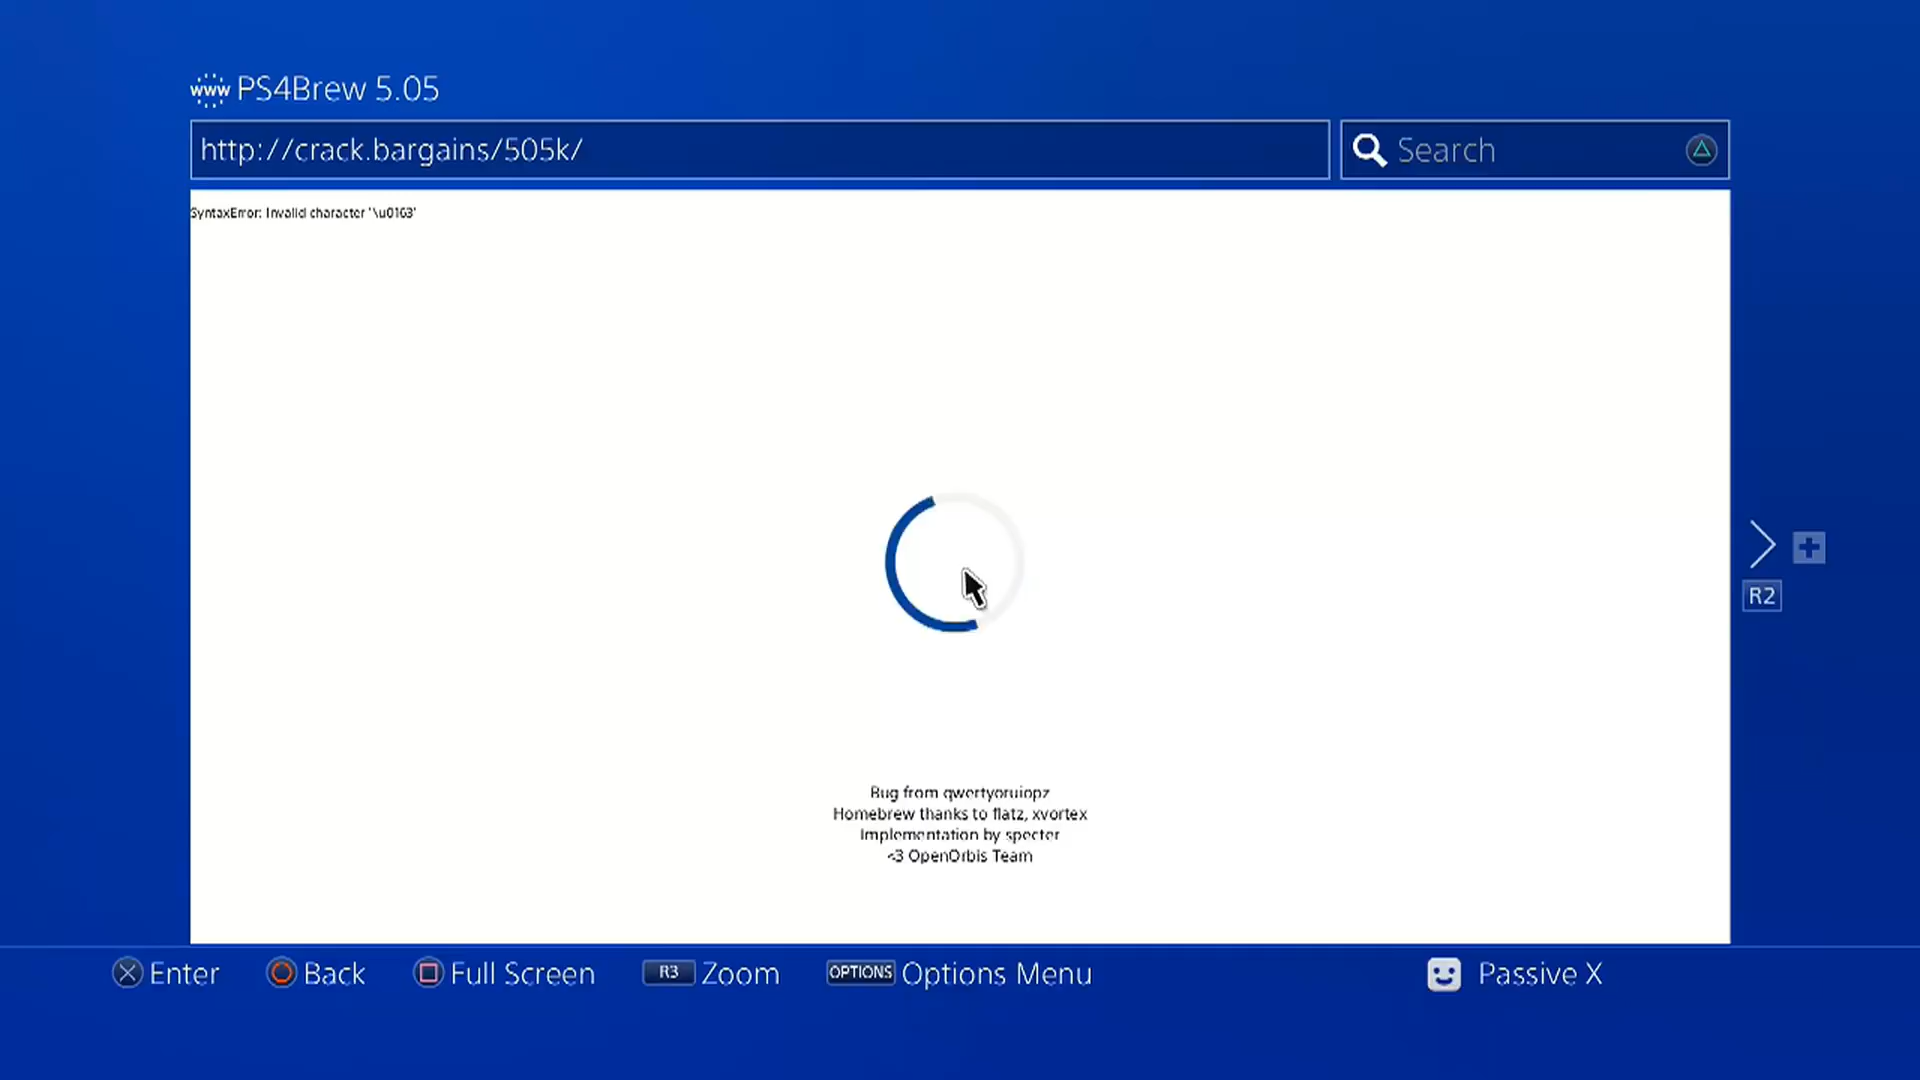 www PS4Brew 5.05
http://crack.bargains/505k/
Search
SyntaxError: Invalid character '\u0163'
R2
Bug from qwertyoruiopz
Homebrew thanks to flatz, xvortex
Implementation by specter
<3 OpenOrbis Team
Enter Back Full Screen R3 Zoom OPTIONS Options Menu Passive X